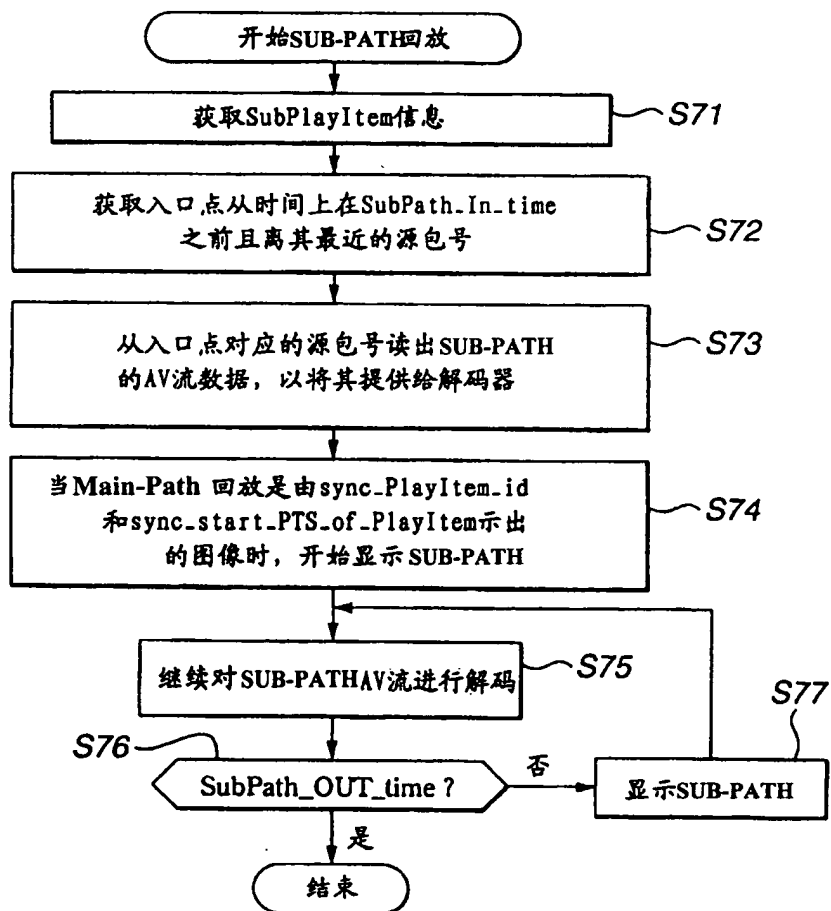 开始SUB-PATH回放
获取SubPlayItem信息
S71
获取入口点从时间上在SubPath_In_time
之前且离其最近的源包号
S72
从入口点对应的源包号读出SUB-PATH
的AV流数据，以将其提供给解码器
S73
当Main-Path 回放是由sync_PlayItem_id
和sync_start_PTS_of_PlayItem示出
的图像时，开始显示SUB-PATH
S74
继续对SUB-PATHAV流进行解码
S75
S76
SubPath_OUT_time？
否
S77
显示SUB-PATH
是
结束